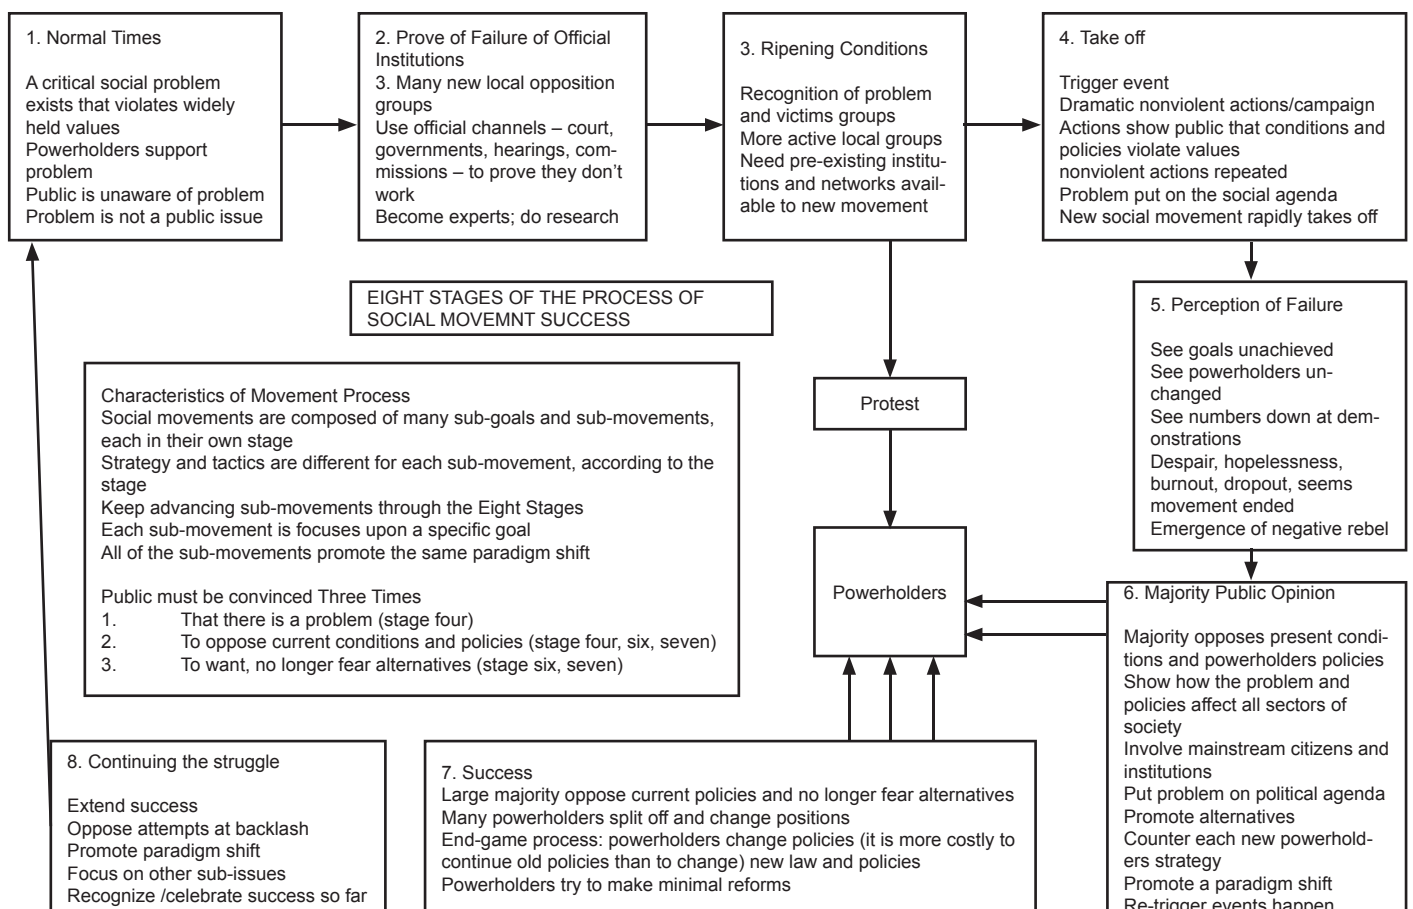 1. Normal Times
A critical social problem
exists that violates widely
held values
Powerholders support
problem
Public is unaware of problem
Problem is not a public issue
2. Prove of Failure of Official
Institutions
3. Many new local opposition
groups
Use official channels – court,
governments, hearings, com-
missions – to prove they don't
work
Become experts; do research
3. Ripening Conditions
Recognition of problem
and victims groups
More active local groups
Need pre-existing institu-
tions and networks avail-
able to new movement
4. Take off
Trigger event
Dramatic nonviolent actions/campaign
Actions show public that conditions and
policies violate values
nonviolent actions repeated
Problem put on the social agenda
New social movement rapidly takes off
EIGHT STAGES OF THE PROCESS OF
SOCIAL MOVEMNT SUCCESS
5. Perception of Failure
See goals unachieved
See powerholders un-
changed
See numbers down at dem-
onstrations
Despair, hopelessness,
burnout, dropout, seems
movement ended
Emergence of negative rebel
Characteristics of Movement Process
Social movements are composed of many sub-goals and sub-movements,
each in their own stage
Strategy and tactics are different for each sub-movement, according to the
stage
Keep advancing sub-movements through the Eight Stages
Each sub-movement is focuses upon a specific goal
All of the sub-movements promote the same paradigm shift
Public must be convinced Three Times
1. That there is a problem (stage four)
2. To oppose current conditions and policies (stage four, six, seven)
3. To want, no longer fear alternatives (stage six, seven)
Protest
Powerholders
6. Majority Public Opinion
Majority opposes present condi-
tions and powerholders policies
Show how the problem and
policies affect all sectors of
society
Involve mainstream citizens and
institutions
Put problem on political agenda
Promote alternatives
Counter each new powerhold-
ers strategy
Promote a paradigm shift
Re-trigger events happen
8. Continuing the struggle
Extend success
Oppose attempts at backlash
Promote paradigm shift
Focus on other sub-issues
Recognize /celebrate success so far
7. Success
Large majority oppose current policies and no longer fear alternatives
Many powerholders split off and change positions
End-game process: powerholders change policies (it is more costly to
continue old policies than to change) new law and policies
Powerholders try to make minimal reforms